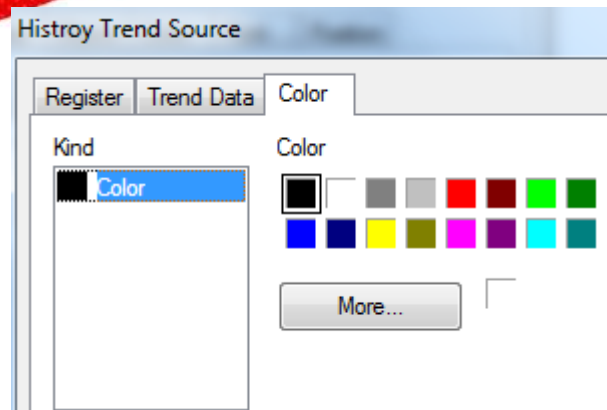 Histroy Trend Source
Register Trend Data Color
Kind Color
Color
More...